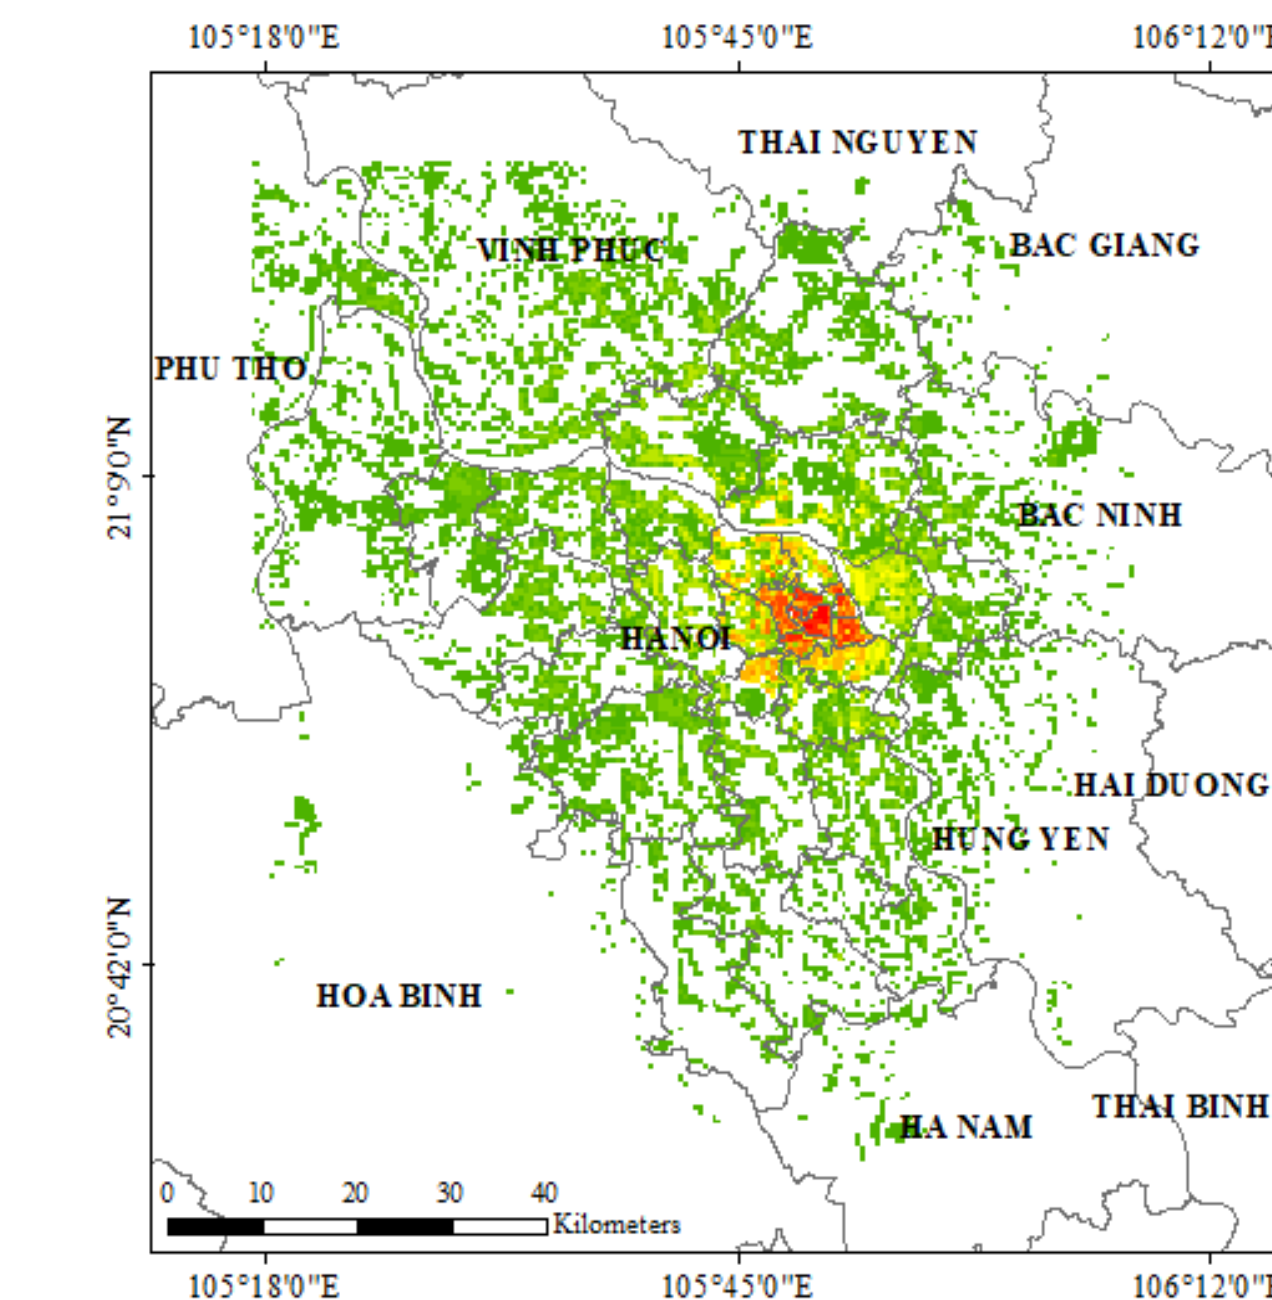 105°18'0"E 105°45'0"E 106°12'0"E
THAI NGUYEN
BAC GIANG
VINH PHUC
PHU THO
21°9'0"N
BAC NINH
HANOI
HAI DUONG
HUNG YEN
20°42'0"N
HOA BINH
THAI BINH
HA NAM
0 10 20 30 40
Kilometers
105°18'0"E 105°45'0"E 106°12'0"E